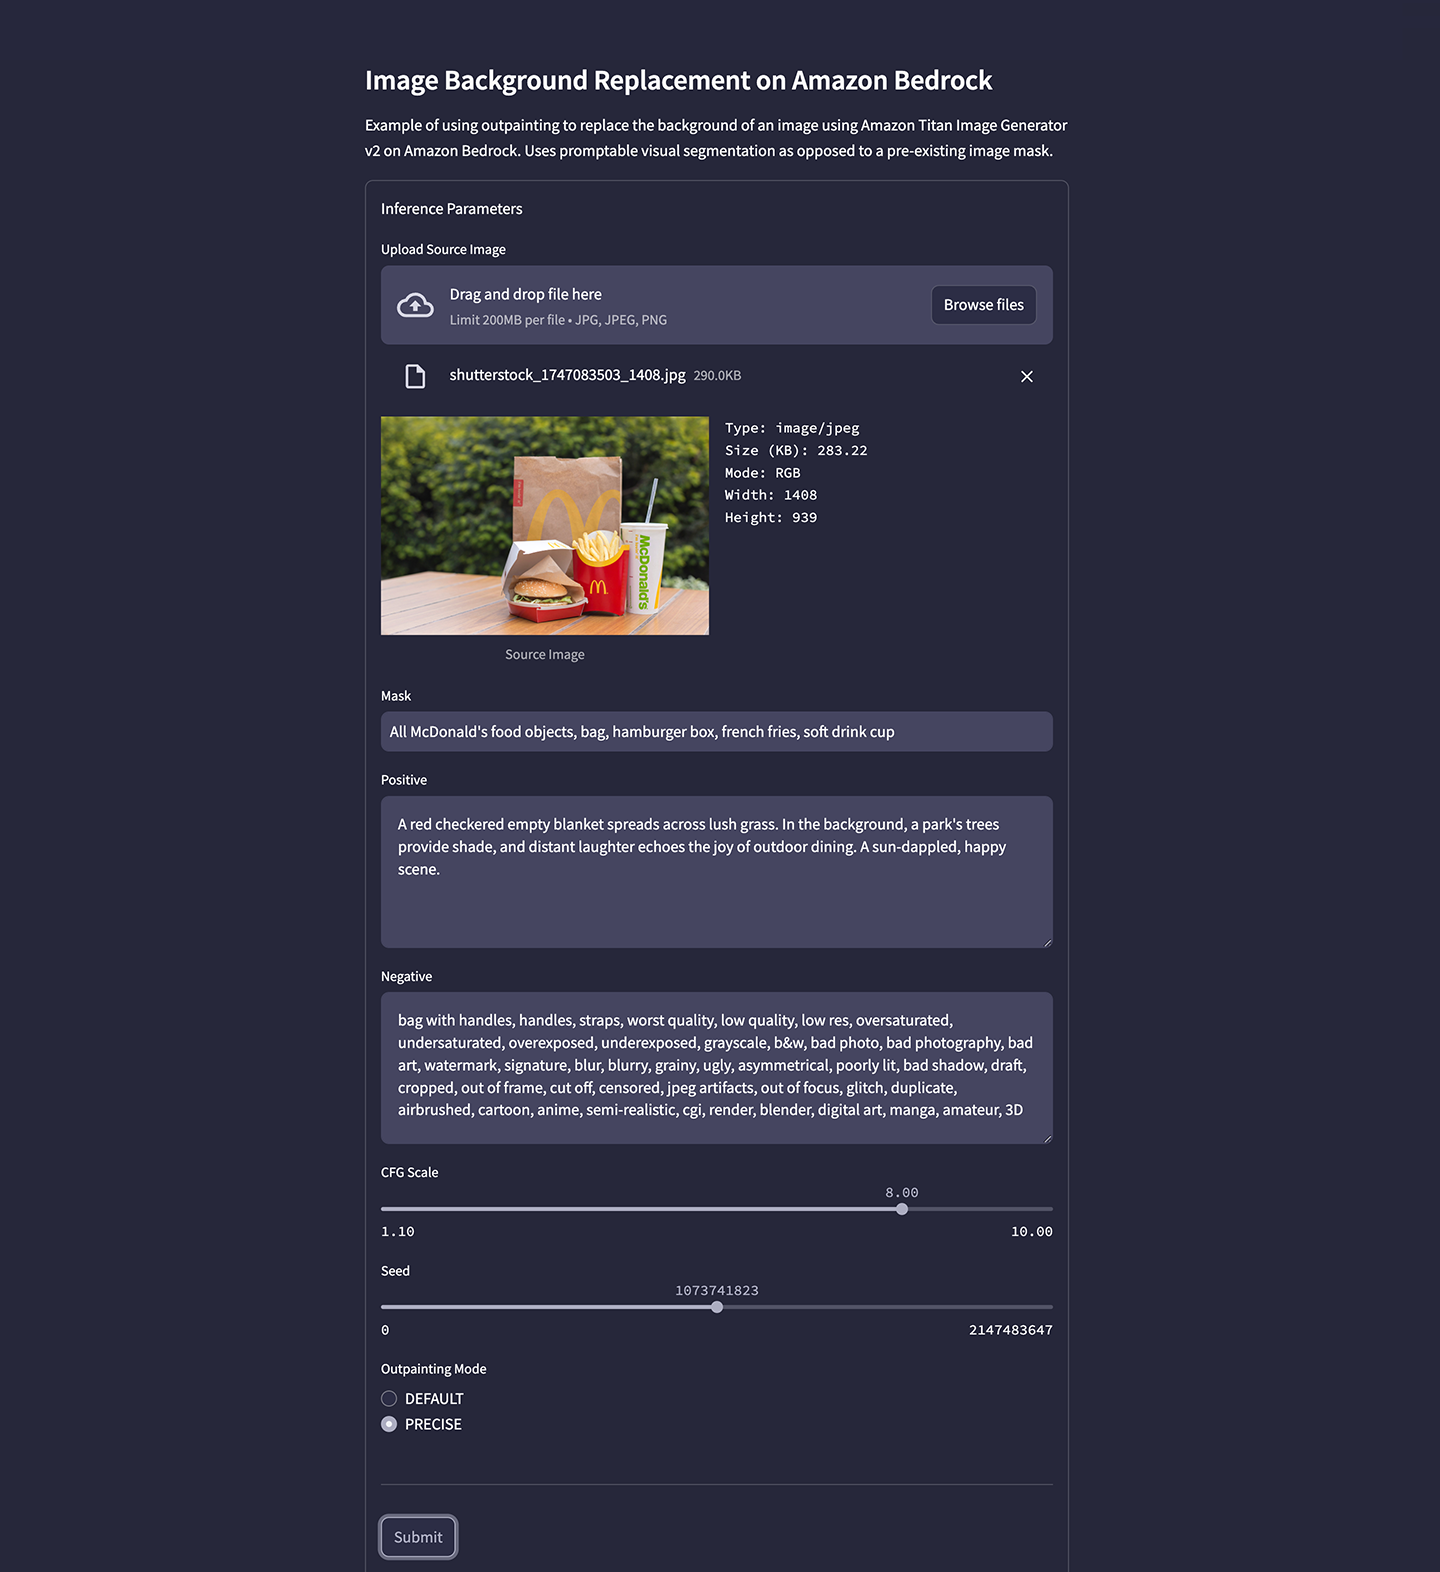 Image Background Replacement on Amazon Bedrock
Example of using outpainting to replace the background of an image using Amazon Titan Image Generator
v2 on Amazon Bedrock. Uses promptable visual segmentation as opposed to a pre-existing image mask.
Inference Parameters
Upload Source Image
Drag and drop file here
Limit 200MB per file • JPG, JPEG, PNG
Browse files
shutterstock_1747083503_1408.jpg 290.0KB
McDonald's
Type: image/jpeg
Size (KB): 283.22
Mode: RGB
Width: 1408
Height: 939
Source Image
Mask
All McDonald's food objects, bag, hamburger box, french fries, soft drink cup
Positive
A red checkered empty blanket spreads across lush grass. In the background, a park's trees
provide shade, and distant laughter echoes the joy of outdoor dining. A sun-dappled, happy
scene.
Negative
bag with handles, handles, straps, worst quality, low quality, low res, oversaturated,
undersaturated, overexposed, underexposed, grayscale, b&w, bad photo, bad photography, bad
art, watermark, signature, blur, blurry, grainy, ugly, asymmetrical, poorly lit, bad shadow, draft,
cropped, out of frame, cut off, censored, jpeg artifacts, out of focus, glitch, duplicate,
airbrushed, cartoon, anime, semi-realistic, cgi, render, blender, digital art, manga, amateur, 3D
CFG Scale
8.00
1.10 10.00
Seed
1073741823
0 2147483647
Outpainting Mode
DEFAULT
PRECISE
Submit